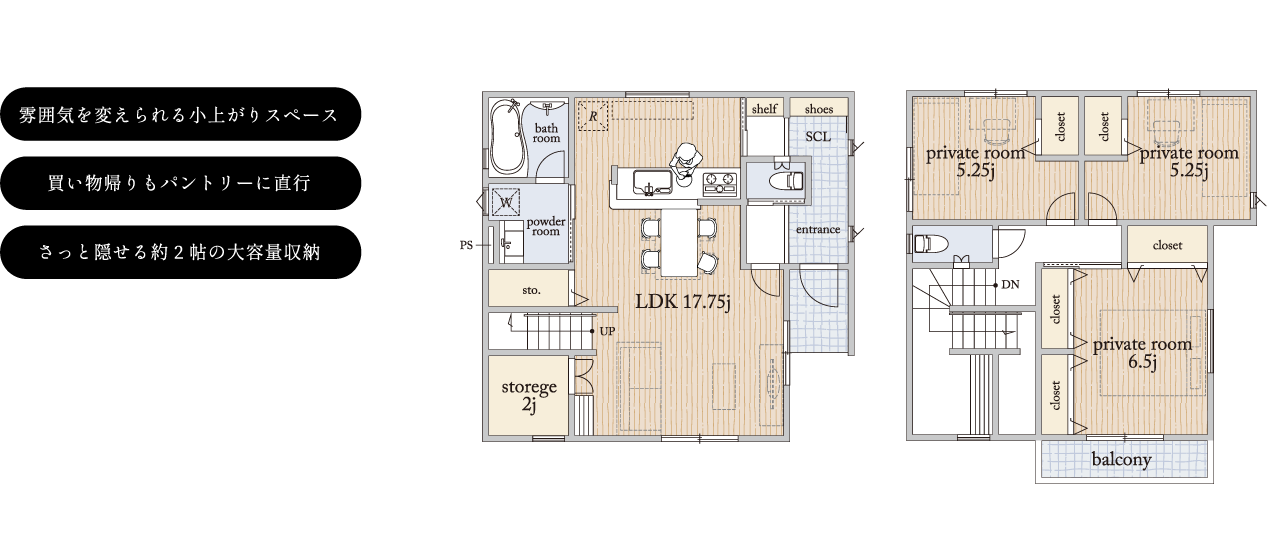 雰囲気を変えられる小上がりスペース
買い物帰りもパントリーに直行
さっと隠せる約２帖の大容量収納
bath
room
R
shelf
shoes
SCL
W
powder
room
PS
entrance
sto.
LDK 17.75j
UP
storege
2j
private room
5.25j
closet
closet
private room
5.25j
closet
DN
closet
private room
6.5j
closet
balcony